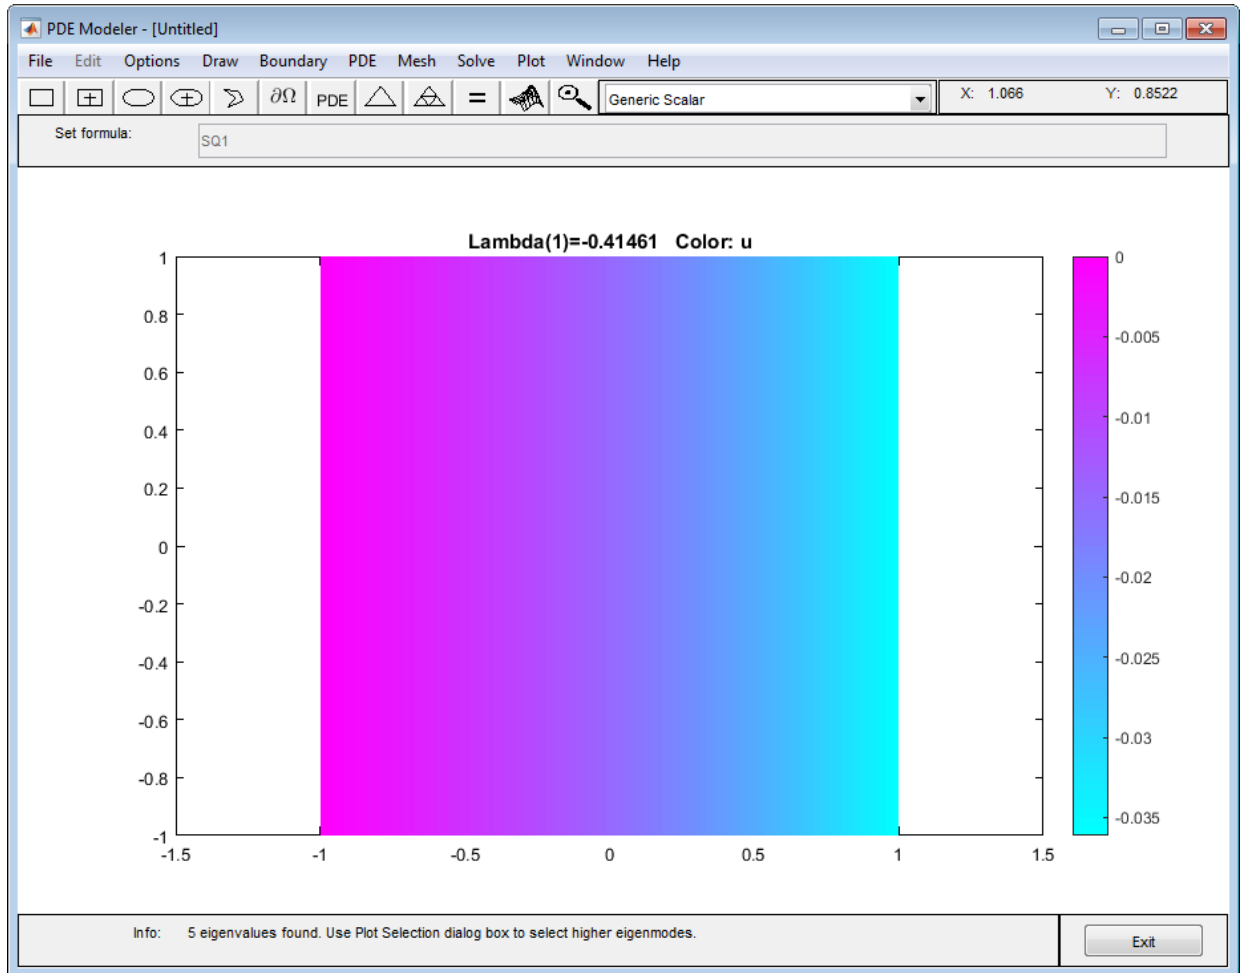 PDE Modeler - [Untitled]
File Edit Options Draw Boundary PDE Mesh Solve Plot Window Help
∂Ω PDE = Generic Scalar X: 1.066 Y: 0.8522
Set formula: SQ1
Lambda(1)=-0.41461 Color: u
1
0.8
0.6
0.4
0.2
0
-0.2
-0.4
-0.6
-0.8
-1
-1.5 -1 -0.5 0 0.5 1 1.5
0
-0.005
-0.01
-0.015
-0.02
-0.025
-0.03
-0.035
Info: 5 eigenvalues found. Use Plot Selection dialog box to select higher eigenmodes.
Exit